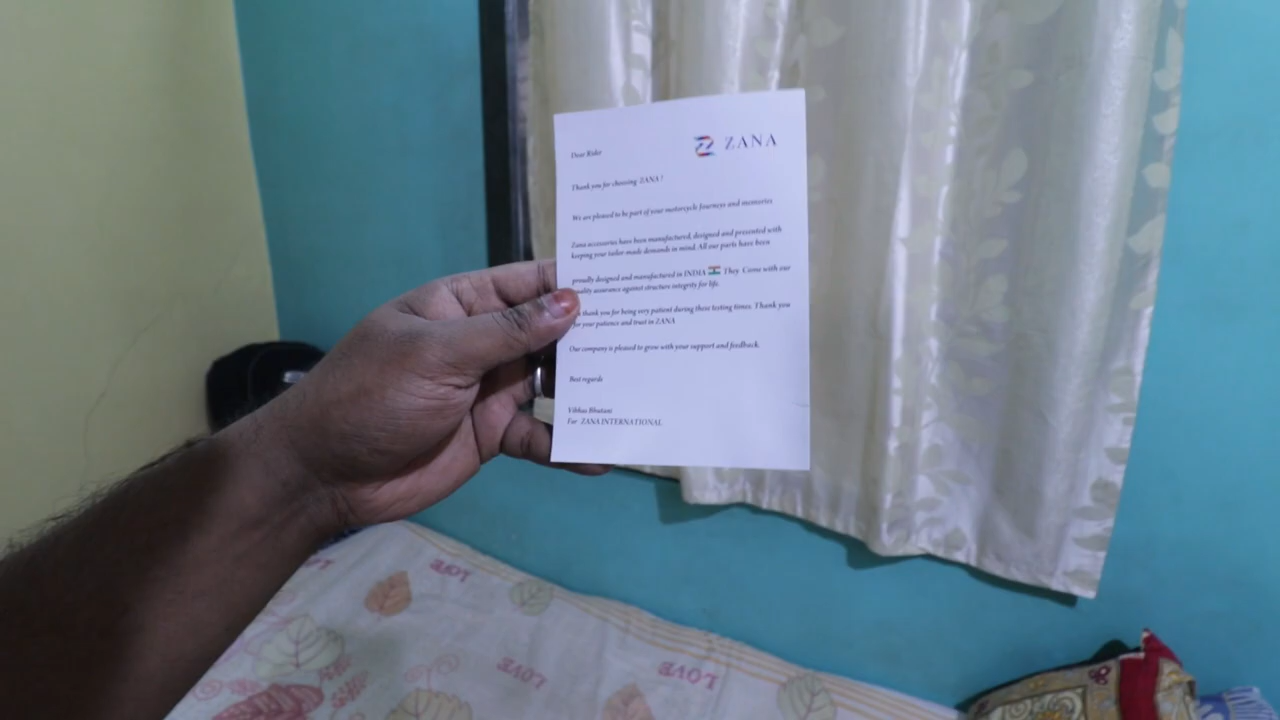 ZANA
Dear Rider
Thank you for choosing ZANA !
We are pleased to be part of your motorcycle Journeys and memories
Zana accessories have been manufactured, designed and presented with
keeping your tailor-made demands in mind. All our parts have been
proudly designed and manufactured in INDIA They Come with our
quality assurance against structure integrity for life.
thank you for being very patient during these testing times. Thank you
for your patience and trust in ZANA
Our company is pleased to grow with your support and feedback.
Best regards
Vibhas Bhutani
For ZANA INTERNATIONAL
LOVE
LOVE
LOVE
LOVE